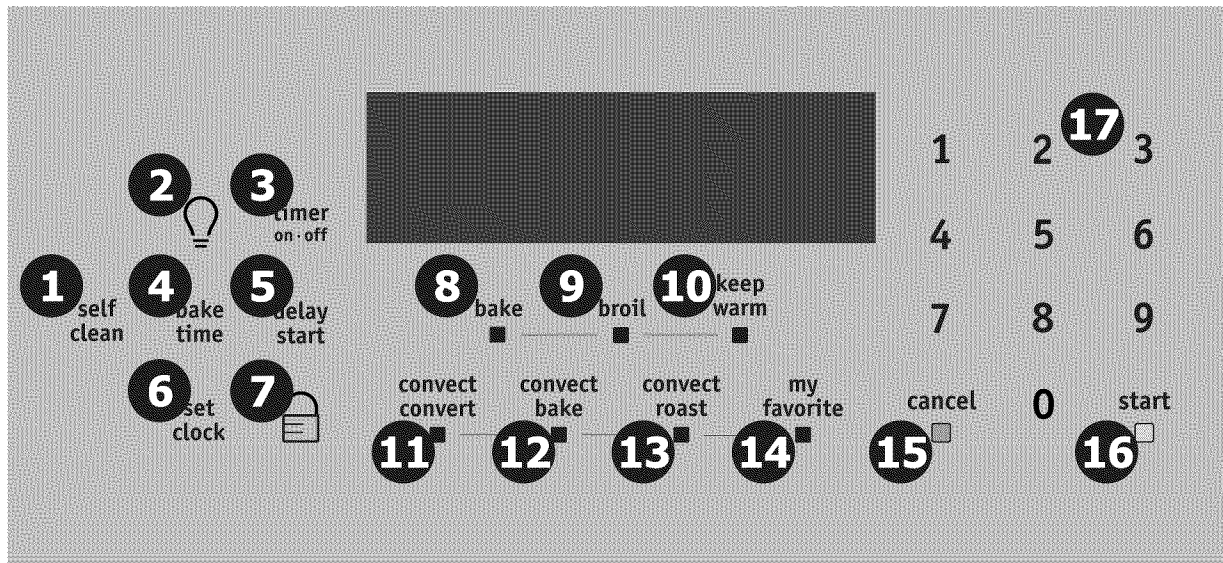 17
1 2 3
2 3
timer
on·off
4 5 6
1 4 5
self clean
bake time
delay start
8 9 10
bake
broil
keep warm
7 8 9
6 7
set clock
convect convert
convect bake
convect roast
my favorite
cancel
0
start
11 12 13 14 15 16